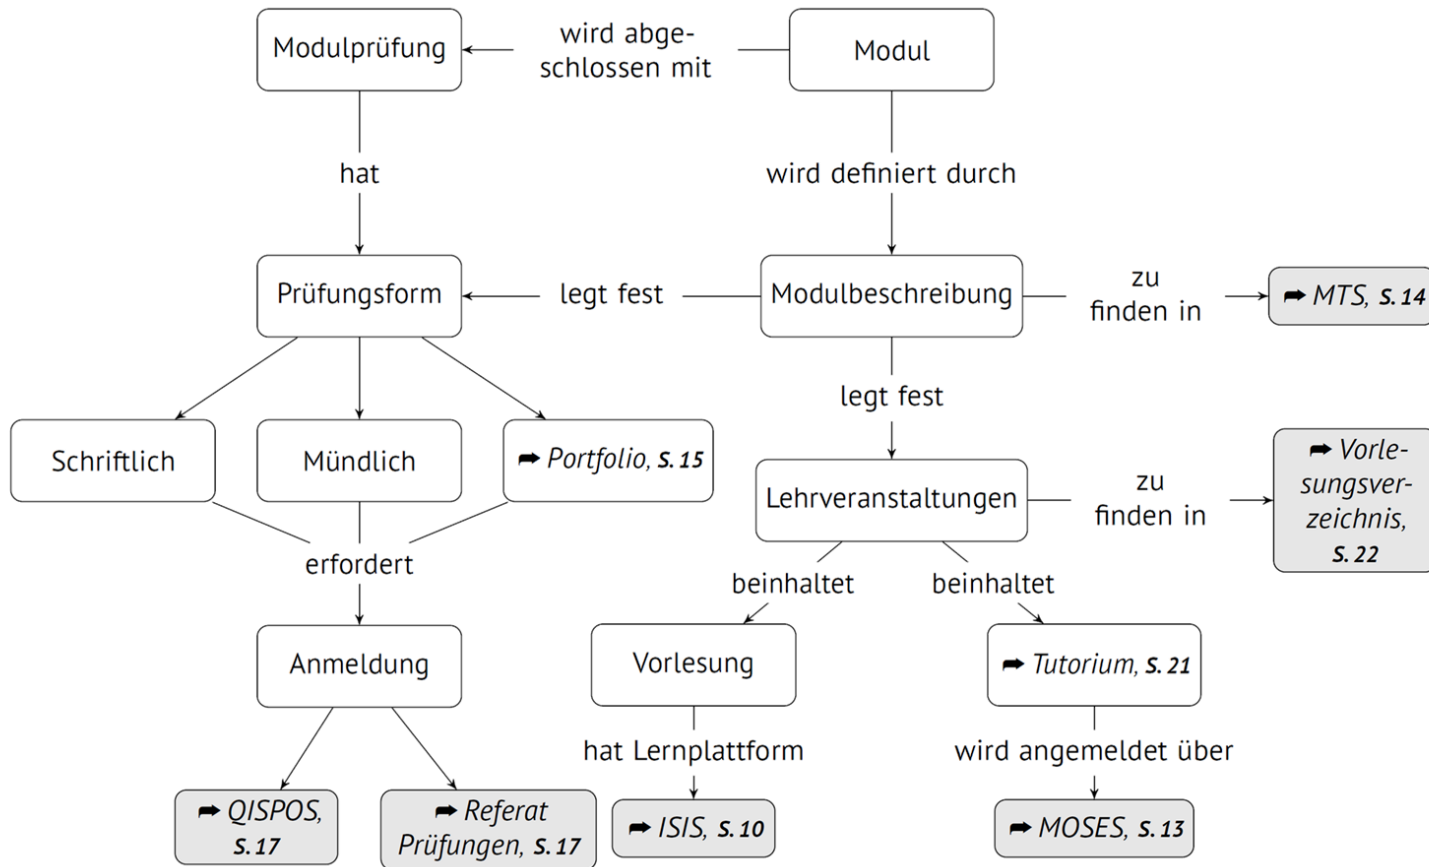 Modulprüfung
wird abge-
schlossen mit
Modul
hat
wird definiert durch
Prüfungsform
legt fest
Modulbeschreibung
zu
finden in
➦ MTS, S. 14
legt fest
Schriftlich
Mündlich
➦ Portfolio, S. 15
Lehrveranstaltungen
zu
finden in
➦ Vorle-
sungsver-
zeichnis,
S. 22
erfordert
beinhaltet
beinhaltet
Anmeldung
Vorlesung
➦ Tutorium, S. 21
hat Lernplattform
wird angemeldet über
➦ QISPOS,
S. 17
➦ Referat
Prüfungen, S. 17
➦ ISIS, S. 10
➦ MOSES, S. 13